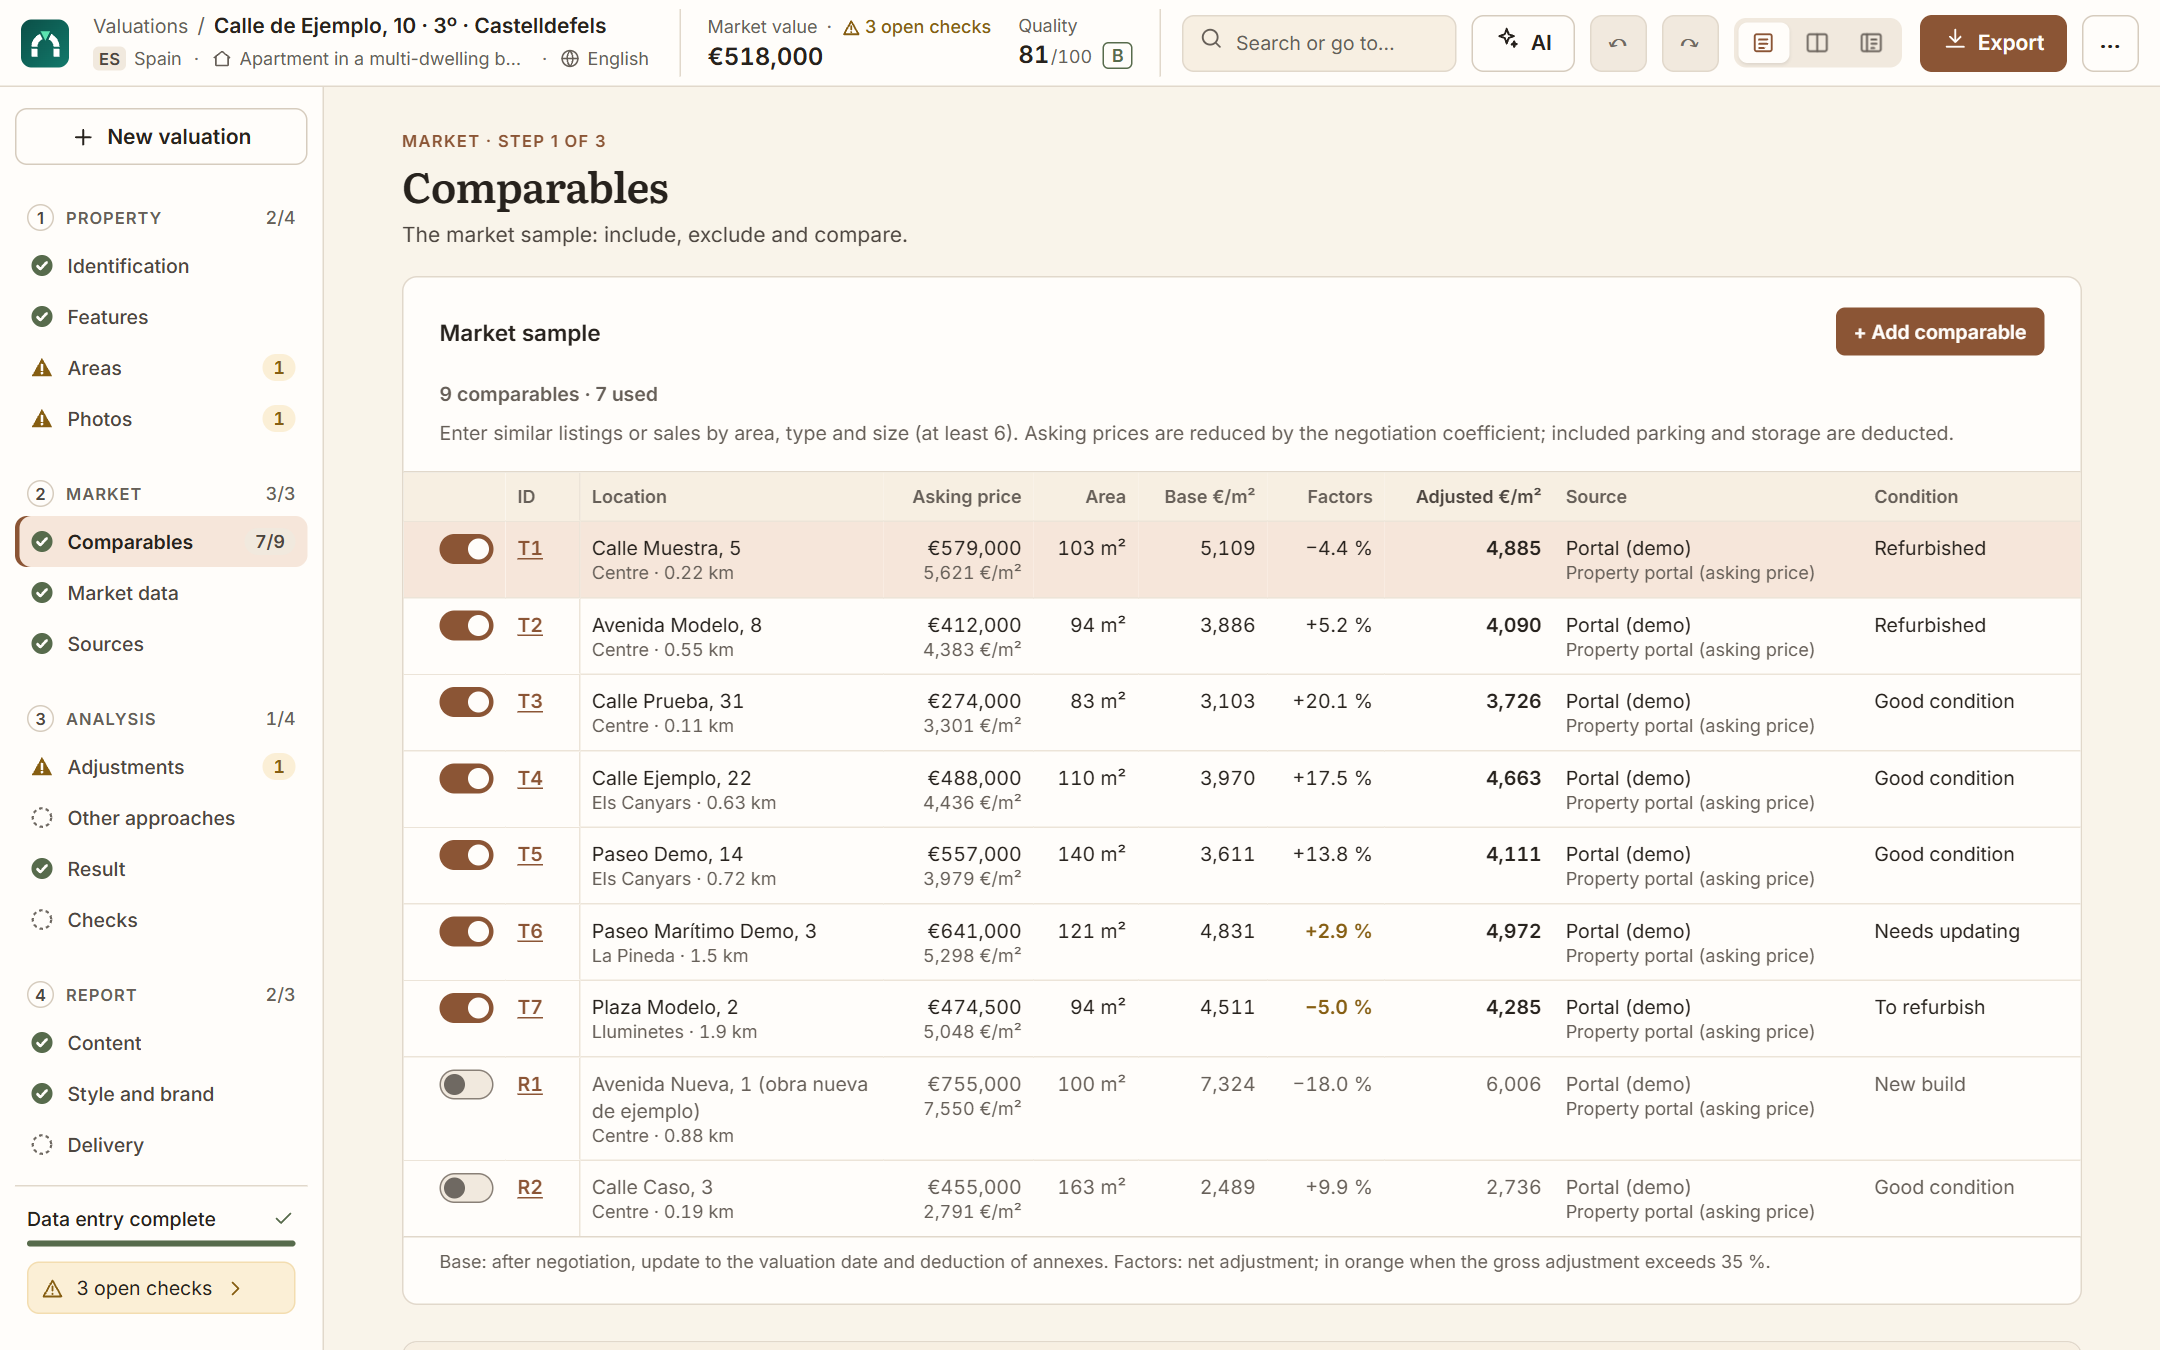 Valuations / Calle de Ejemplo, 10 · 3º · Castelldefels
ES Spain · Apartment in a multi-dwelling b... · English
Market value · 3 open checks
€518,000
Quality
81/100 B
Search or go to...
AI
Export
...
+ New valuation
1 PROPERTY 2/4
Identification
Features
Areas 1
Photos 1
2 MARKET 3/3
Comparables 7/9
Market data
Sources
3 ANALYSIS 1/4
Adjustments 1
Other approaches
Result
Checks
4 REPORT 2/3
Content
Style and brand
Delivery
Data entry complete
3 open checks
MARKET · STEP 1 OF 3
Comparables
The market sample: include, exclude and compare.
Market sample
+ Add comparable
9 comparables · 7 used
Enter similar listings or sales by area, type and size (at least 6). Asking prices are reduced by the negotiation coefficient; included parking and storage are deducted.
ID Location Asking price Area Base €/m² Factors Adjusted €/m² Source Condition
T1 Calle Muestra, 5 €579,000 103 m² 5,109 −4.4 % 4,885 Portal (demo) Refurbished
Centre · 0.22 km 5,621 €/m² Property portal (asking price)
T2 Avenida Modelo, 8 €412,000 94 m² 3,886 +5.2 % 4,090 Portal (demo) Refurbished
Centre · 0.55 km 4,383 €/m² Property portal (asking price)
T3 Calle Prueba, 31 €274,000 83 m² 3,103 +20.1 % 3,726 Portal (demo) Good condition
Centre · 0.11 km 3,301 €/m² Property portal (asking price)
T4 Calle Ejemplo, 22 €488,000 110 m² 3,970 +17.5 % 4,663 Portal (demo) Good condition
Els Canyars · 0.63 km 4,436 €/m² Property portal (asking price)
T5 Paseo Demo, 14 €557,000 140 m² 3,611 +13.8 % 4,111 Portal (demo) Good condition
Els Canyars · 0.72 km 3,979 €/m² Property portal (asking price)
T6 Paseo Marítimo Demo, 3 €641,000 121 m² 4,831 +2.9 % 4,972 Portal (demo) Needs updating
La Pineda · 1.5 km 5,298 €/m² Property portal (asking price)
T7 Plaza Modelo, 2 €474,500 94 m² 4,511 −5.0 % 4,285 Portal (demo) To refurbish
Lluminetes · 1.9 km 5,048 €/m² Property portal (asking price)
R1 Avenida Nueva, 1 (obra nueva €755,000 100 m² 7,324 −18.0 % 6,006 Portal (demo) New build
de ejemplo) 7,550 €/m² Property portal (asking price)
Centre · 0.88 km
R2 Calle Caso, 3 €455,000 163 m² 2,489 +9.9 % 2,736 Portal (demo) Good condition
Centre · 0.19 km 2,791 €/m² Property portal (asking price)
Base: after negotiation, update to the valuation date and deduction of annexes. Factors: net adjustment; in orange when the gross adjustment exceeds 35 %.